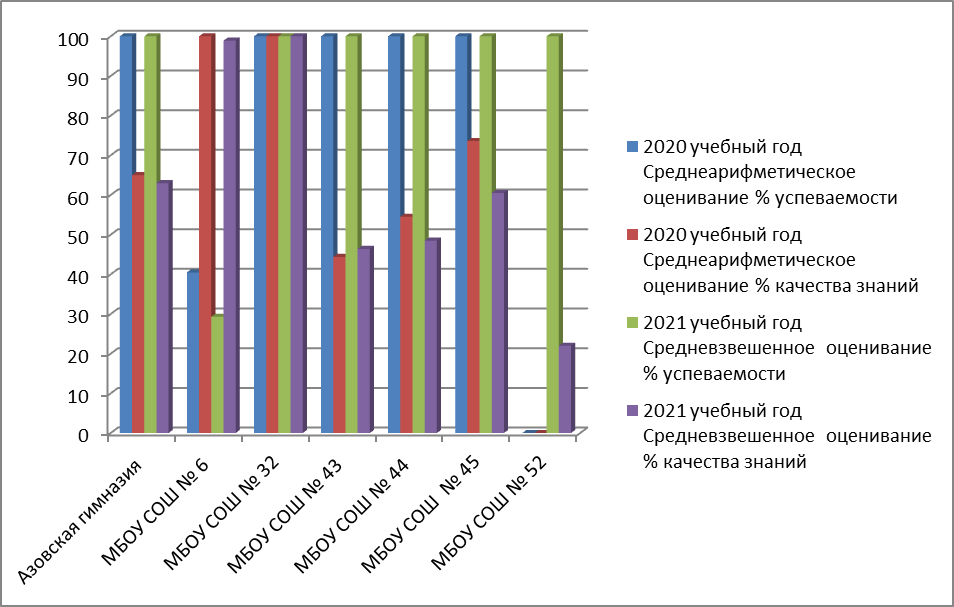 100
90
80
70
60
50
40
30
20
10
0
Азовская гимназия
МБОУ СОШ № 6
МБОУ СОШ № 32
МБОУ СОШ № 43
МБОУ СОШ № 44
МБОУ СОШ № 45
МБОУ СОШ № 52
2020 учебный год
Среднеарифметическое
оценивание % успеваемости
2020 учебный год
Среднеарифметическое
оценивание % качества знаний
2021 учебный год
Средневзвешенное оценивание
% успеваемости
2021 учебный год
Средневзвешенное оценивание
% качества знаний